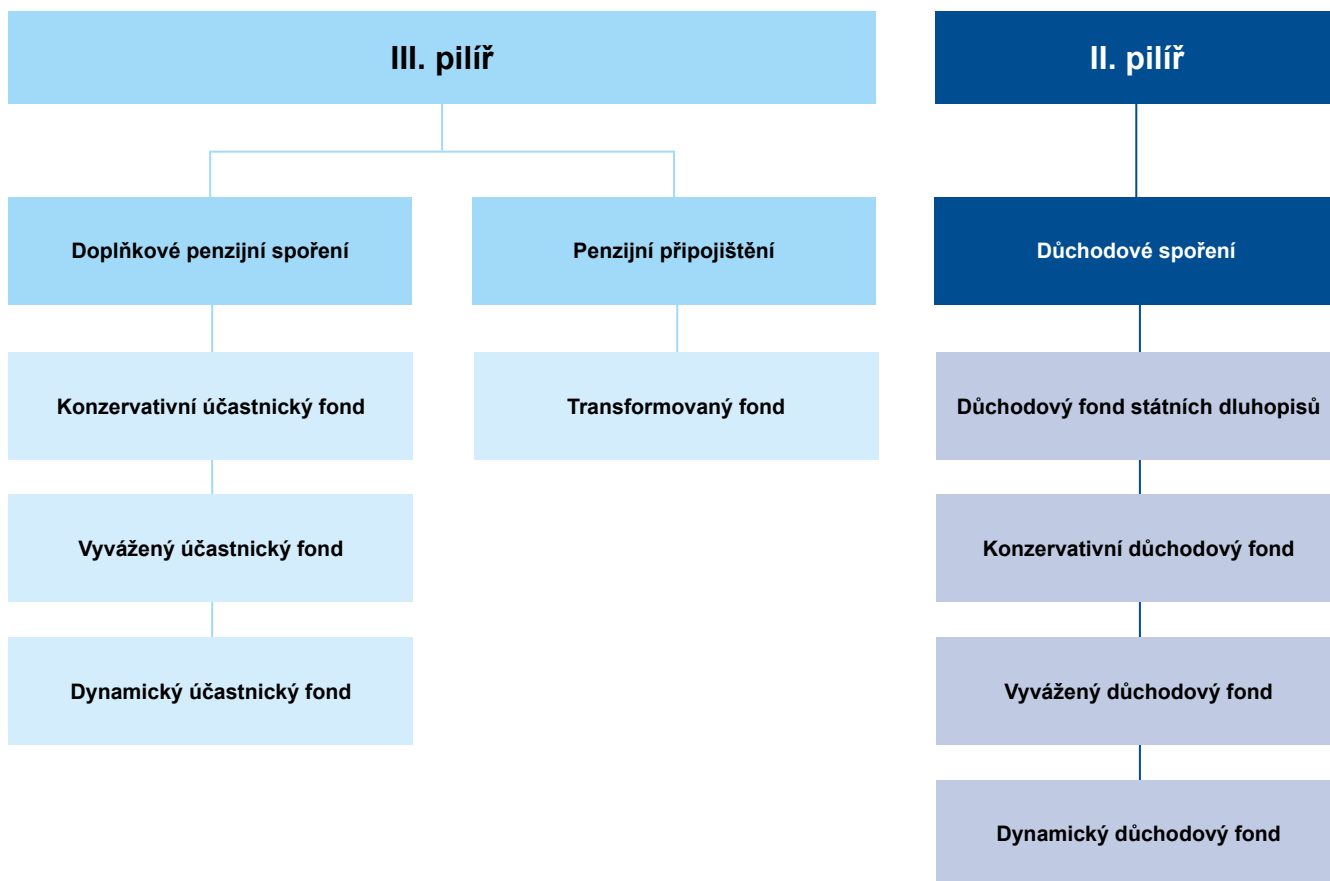 III. pilíř
II. pilíř
Doplňkové penzijní spoření
Penzijní připojištění
Důchodové spoření
Konzervativní účastnický fond
Transformovaný fond
Důchodový fond státních dluhopisů
Vyvážený účastnický fond
Konzervativní důchodový fond
Dynamický účastnický fond
Vyvážený důchodový fond
Dynamický důchodový fond